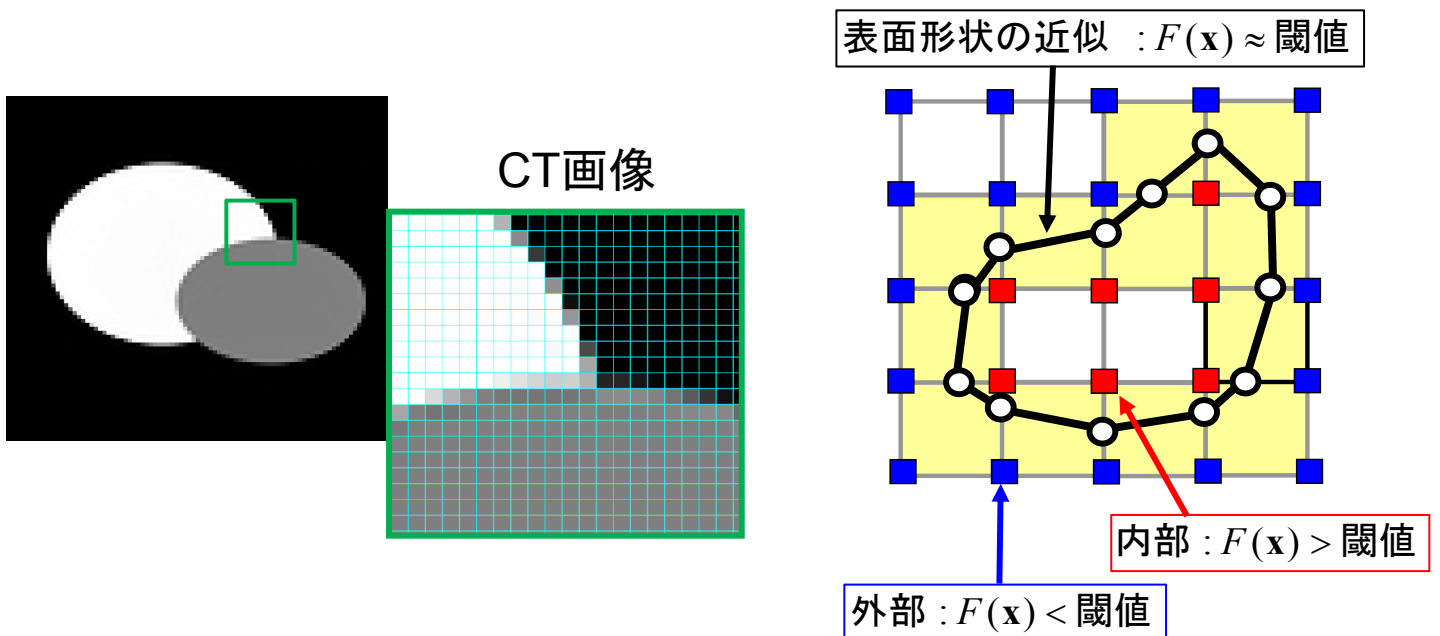 表面形状の近似 : F(x) ≈ 閾値
CT画像
内部 : F(x) > 閾値
外部 : F(x) < 閾値